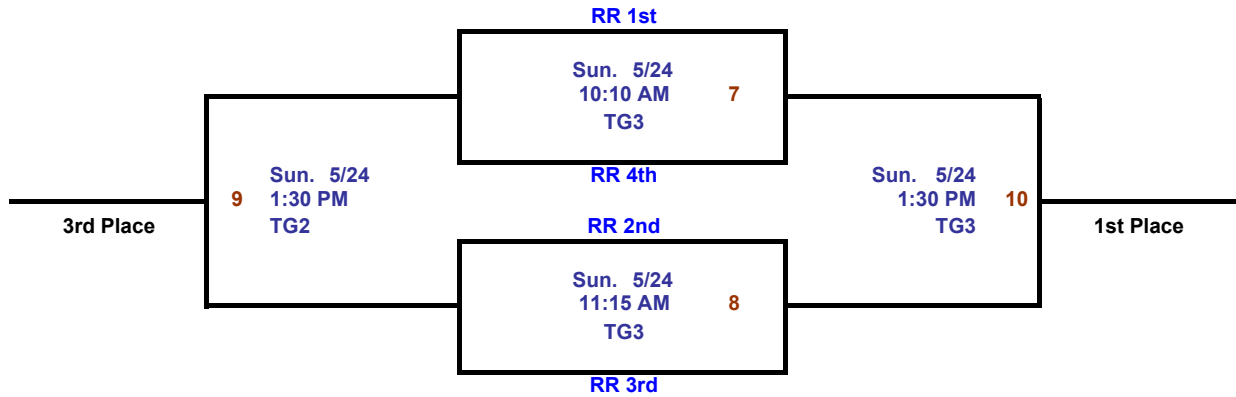 RR 1st
Sun. 5/24
10:10 AM 7
TG3
RR 4th
Sun. 5/24
9 1:30 PM
TG2
3rd Place
Sun. 5/24
1:30 PM 10
TG3
1st Place
RR 2nd
Sun. 5/24
11:15 AM 8
TG3
RR 3rd